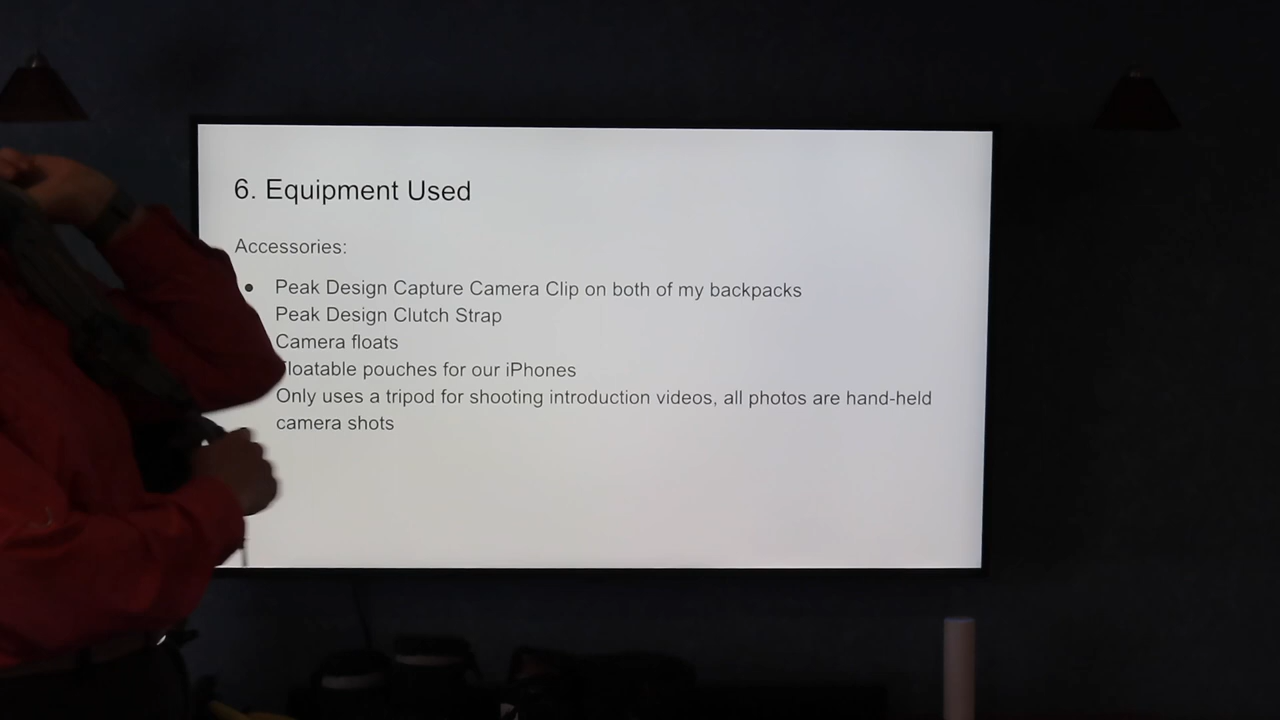 6. Equipment Used
Accessories:
● Peak Design Capture Camera Clip on both of my backpacks
Peak Design Clutch Strap
Camera floats
loatable pouches for our iPhones
Only uses a tripod for shooting introduction videos, all photos are hand-held
camera shots